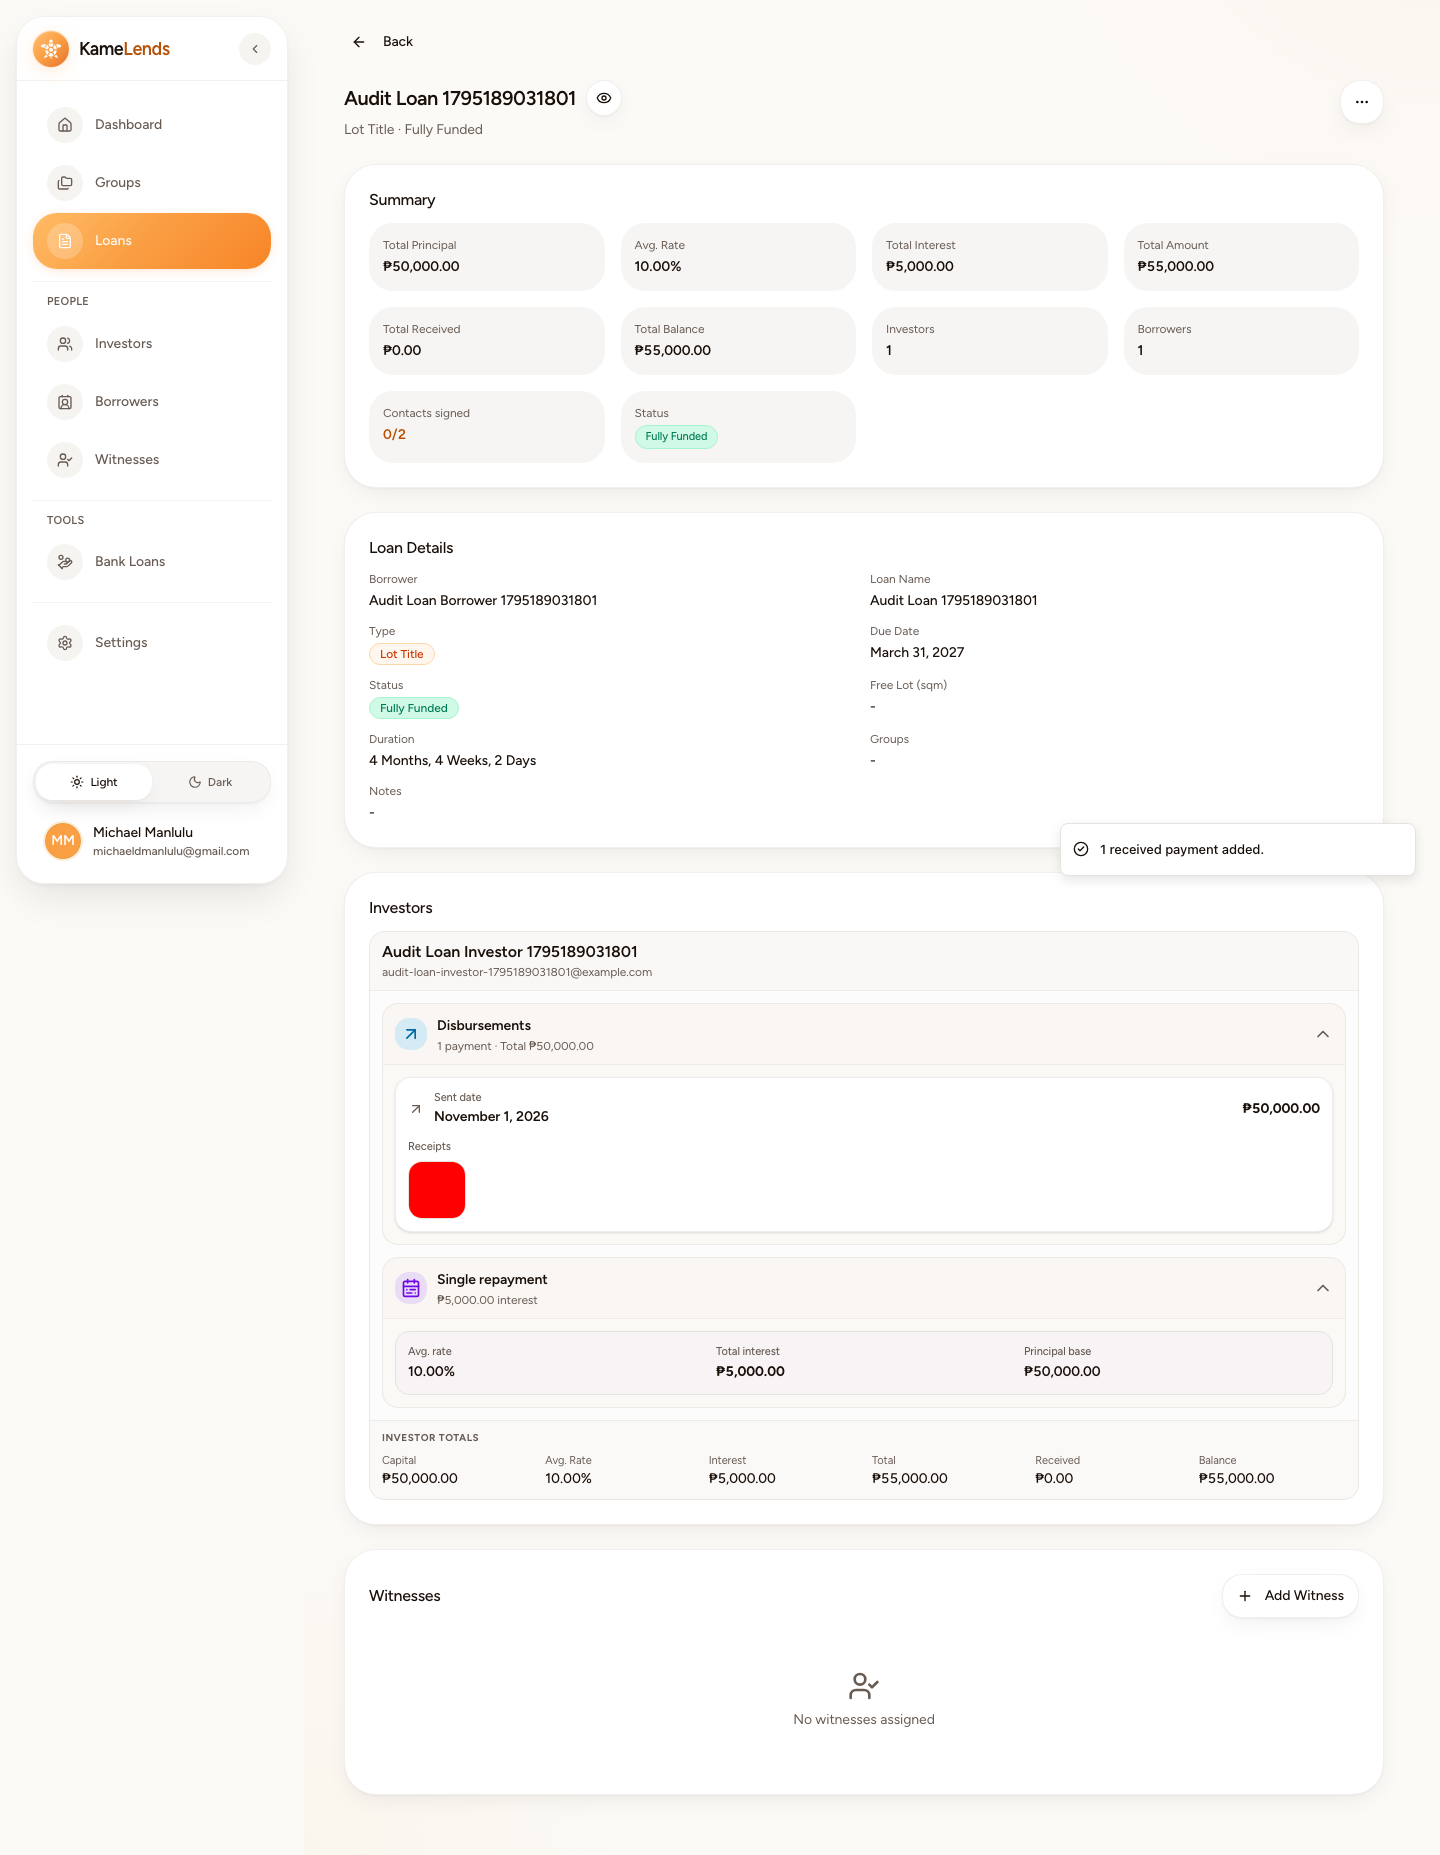 KameLends
Dashboard
Groups
Loans
PEOPLE
Investors
Borrowers
Witnesses
TOOLS
Bank Loans
Settings
Light
Dark
MM
Michael Manlulu
michaeldmanlulu@gmail.com
Back
Audit Loan 1795189031801
Lot Title · Fully Funded
Summary
Total Principal
₱50,000.00
Avg. Rate
10.00%
Total Interest
₱5,000.00
Total Amount
₱55,000.00
Total Received
₱0.00
Total Balance
₱55,000.00
Investors
1
Borrowers
1
Contacts signed
0/2
Status
Fully Funded
Loan Details
Borrower
Audit Loan Borrower 1795189031801
Loan Name
Audit Loan 1795189031801
Type
Lot Title
Due Date
March 31, 2027
Status
Fully Funded
Free Lot (sqm)
-
Duration
4 Months, 4 Weeks, 2 Days
Groups
-
Notes
-
1 received payment added.
Investors
Audit Loan Investor 1795189031801
audit-loan-investor-1795189031801@example.com
Disbursements
1 payment · Total ₱50,000.00
Sent date
November 1, 2026
₱50,000.00
Receipts
Single repayment
₱5,000.00 interest
Avg. rate
10.00%
Total interest
₱5,000.00
Principal base
₱50,000.00
INVESTOR TOTALS
Capital
₱50,000.00
Avg. Rate
10.00%
Interest
₱5,000.00
Total
₱55,000.00
Received
₱0.00
Balance
₱55,000.00
Witnesses
Add Witness
No witnesses assigned